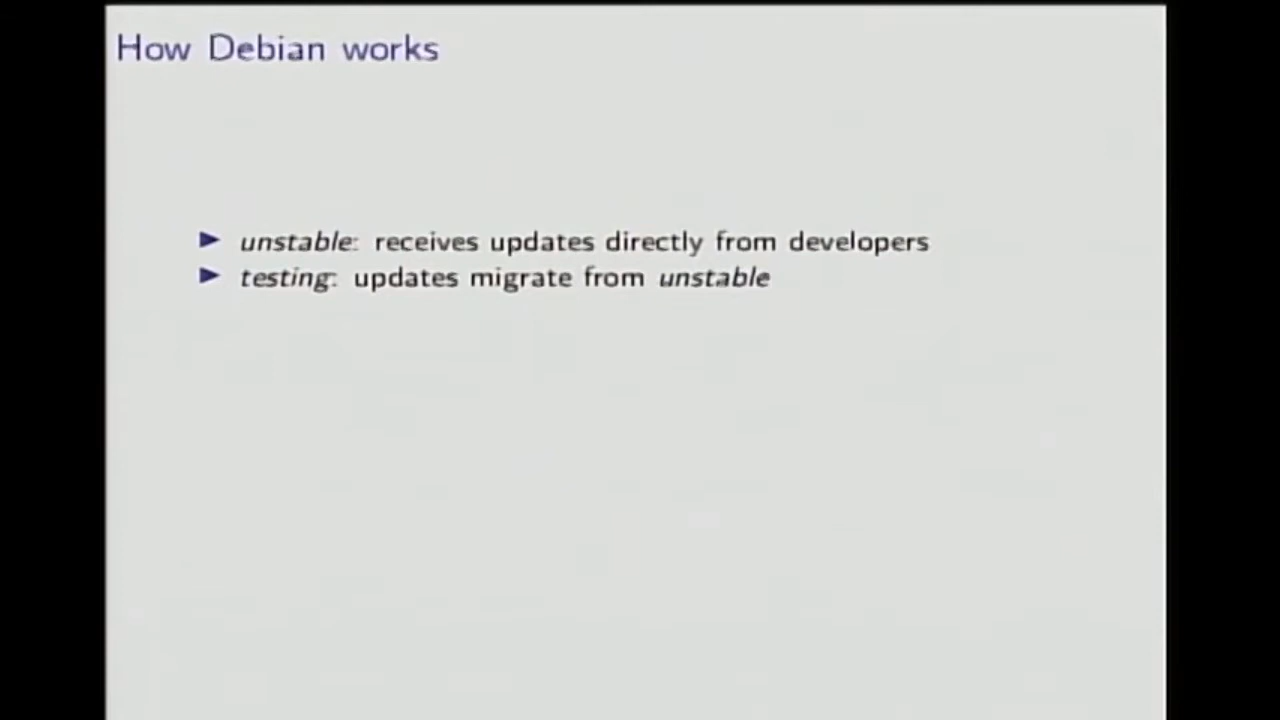 How Debian works
► unstable: receives updates directly from developers
► testing: updates migrate from unstable